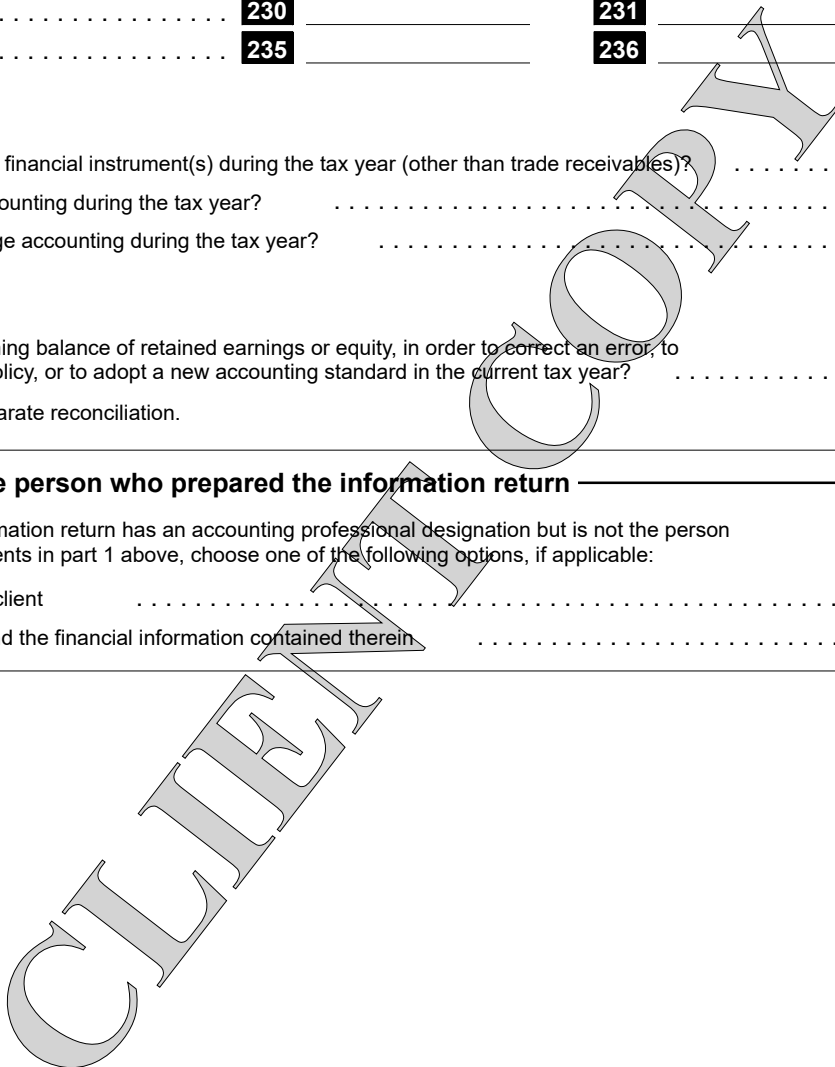 . . . . . . . . . . . . . . . . 230 231
. . . . . . . . . . . . . . . . 235 236
financial instrument(s) during the tax year (other than trade receivables)? . . . . . . .
ounting during the tax year? . . . . . . . . . . . . . . . . . . . . . . . . . . . . . . . . . .
ge accounting during the tax year? . . . . . . . . . . . . . . . . . . . . . . . . . . . . . .
ing balance of retained earnings or equity, in order to correct an error, to
licy, or to adopt a new accounting standard in the current tax year? . . . . . . . . . . .
arate reconciliation.
e person who prepared the information return
mation return has an accounting professional designation but is not the person
ents in part 1 above, choose one of the following options, if applicable:
client . . . . . . . . . . . . . . . . . . . . . . . . . . . . . . . . . . . . . . . . . . . . . . . . . .
d the financial information contained therein . . . . . . . . . . . . . . . . . . . . . . . . .
CLIENT COPY